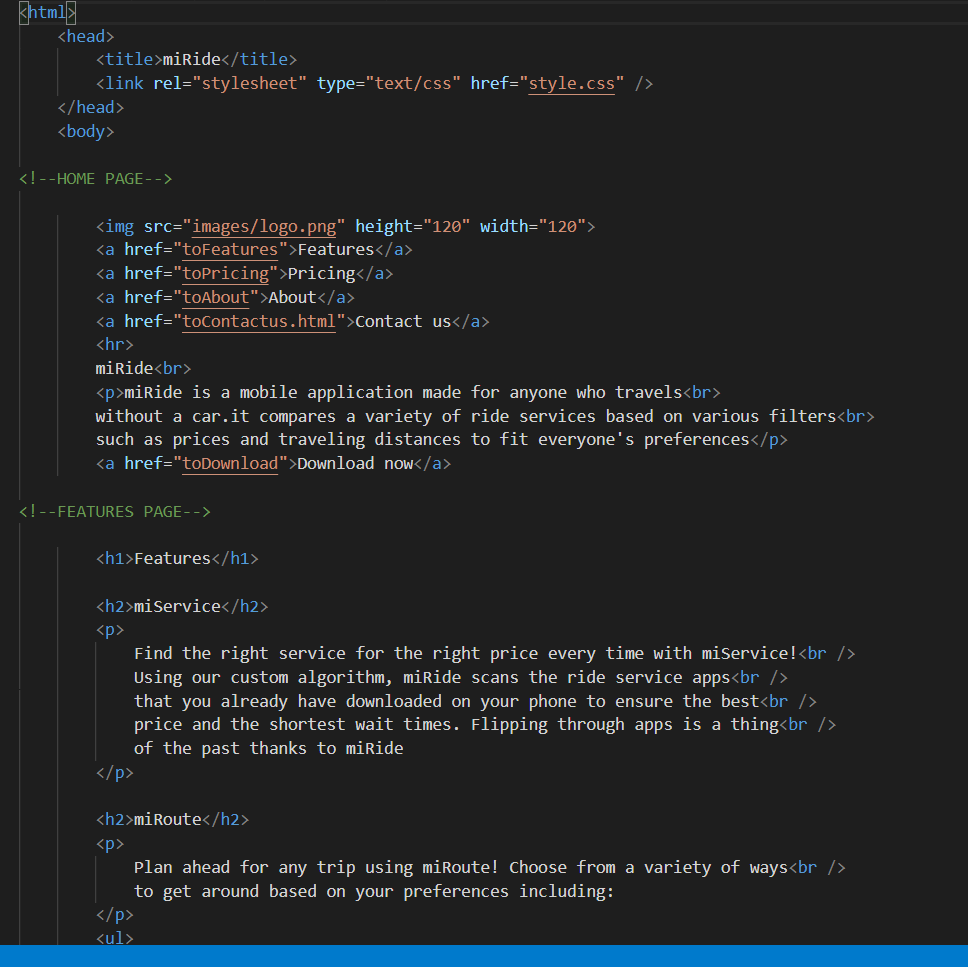 <html>
<head>
<title>miRide</title>
<link rel="stylesheet" type="text/css" href="style.css" />
</head>
<body>
<!--HOME PAGE-->
<img src="images/logo.png" height="120" width="120">
<a href="toFeatures">Features</a>
<a href="toPricing">Pricing</a>
<a href="toAbout">About</a>
<a href="toContactus.html">Contact us</a>
<hr>
miRide<br>
<p>miRide is a mobile application made for anyone who travels<br>
without a car.it compares a variety of ride services based on various filters<br>
such as prices and traveling distances to fit everyone's preferences</p>
<a href="toDownload">Download now</a>
<!--FEATURES PAGE-->
<h1>Features</h1>
<h2>miService</h2>
<p>
Find the right service for the right price every time with miService!<br />
Using our custom algorithm, miRide scans the ride service apps<br />
that you already have downloaded on your phone to ensure the best<br />
price and the shortest wait times. Flipping through apps is a thing<br />
of the past thanks to miRide
</p>
<h2>miRoute</h2>
<p>
Plan ahead for any trip using miRoute! Choose from a variety of ways<br />
to get around based on your preferences including:
</p>
<ul>